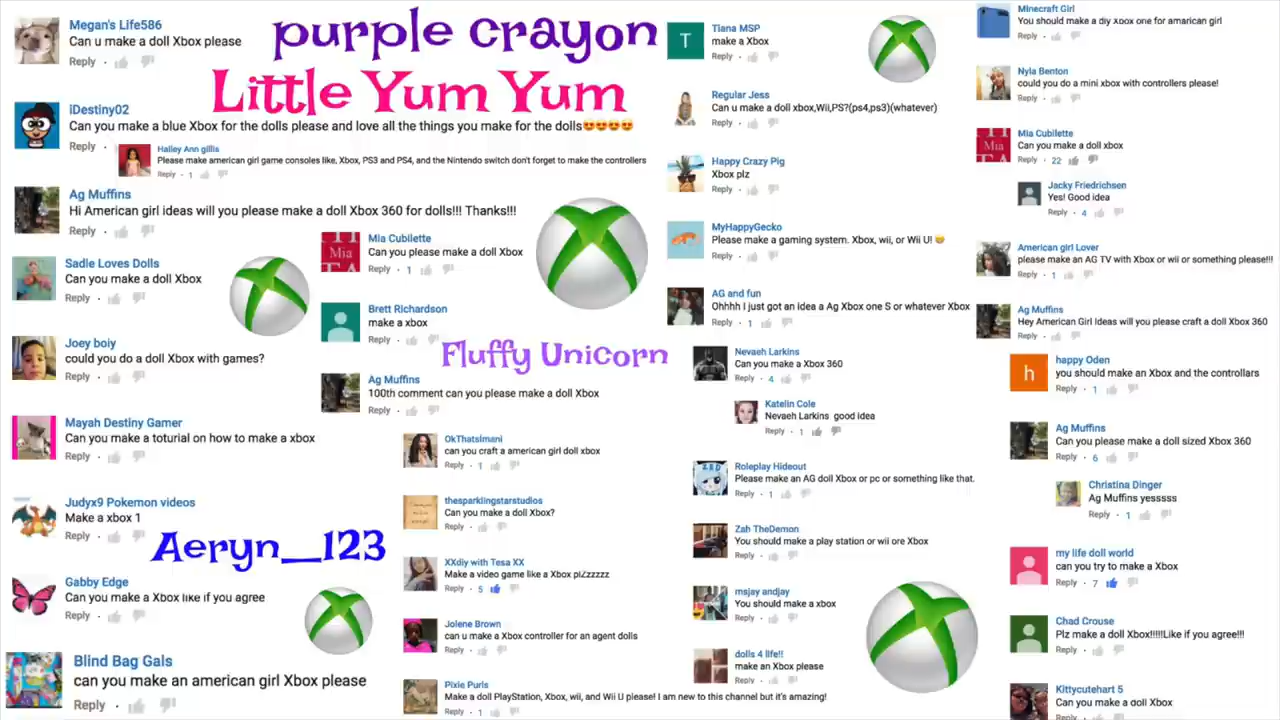 Megan's Life586
Can u make a doll Xbox please
Reply
purple crayon
Little Yum Yum
iDestiny02
Can you make a blue Xbox for the dolls please and love all the things you make for the dolls😍😍😍😍
Reply
Hailey Ann gillis
Please make american girl game consoles like, Xbox, PS3 and PS4, and the Nintendo switch don't forget to make the controllers
Reply · 1
Ag Muffins
Hi American girl ideas will you please make a doll Xbox 360 for dolls!!! Thanks!!!
Reply ·
Sadie Loves Dolls
Can you make a doll Xbox
Reply ·
Joey boiy
could you do a doll Xbox with games?
Reply ·
Mayah Destiny Gamer
Can you make a toturial on how to make a xbox
Reply ·
Judyx9 Pokemon videos
Make a xbox 1
Reply ·
Aeryn_123
Gabby Edge
Can you make a Xbox like if you agree
Reply ·
Blind Bag Gals
can you make an american girl Xbox please
Reply ·
Mia Cubilette
Can you please make a doll Xbox
Reply · 1
Mia
Brett Richardson
make a xbox
Reply ·
Fluffy Unicorn
Ag Muffins
100th comment can you please make a doll Xbox
Reply ·
OkThatsImani
can you craft a american girl doll xbox
Reply · 1
thesparklingstarstudios
Can you make a doll Xbox?
Reply ·
XXdiy with Tesa XX
Make a video game like a Xbox plZzzzzz
Reply · 5
Jolene Brown
can u make a Xbox controller for an agent dolls
Reply ·
Pixie Purls
Make a doll PlayStation, Xbox, wii, and Wii U please! I am new to this channel but it's amazing!
Reply · 1
T
Tiana MSP
make a Xbox
Reply ·
Regular Jess
Can u make a doll xbox,Wii,PS?(ps4,ps3)(whatever)
Reply ·
Happy Crazy Pig
Xbox plz
Reply ·
MyHappyGecko
Please make a gaming system. Xbox, wii, or Wii U!
Reply ·
AG and fun
Ohhhh I just got an idea a Ag Xbox one S or whatever Xbox
Reply · 1
Nevaeh Larkins
Can you make a Xbox 360
Reply · 4
Katelin Cole
Nevaeh Larkins good idea
Reply · 1
Roleplay Hideout
Please make an AG doll Xbox or pc or something like that.
Reply · 1
Zah TheDemon
You should make a play station or wii ore Xbox
Reply ·
msjay andjay
You should make a xbox
Reply ·
dolls 4 life!!
make an Xbox please
Reply ·
Minecraft Girl
You should make a diy Xbox one for amarican girl
Reply ·
Nyla Benton
could you do a mini xbox with controllers please!
Reply ·
Mia Cubilette
Can you make a doll xbox
Reply · 22
Jacky Friedrichsen
Yes! Good idea
Reply · 4
American girl Lover
please make an AG TV with Xbox or wii or something please!!!
Reply · 1
Ag Muffins
Hey American Girl Ideas will you please craft a doll Xbox 360
Reply ·
h
happy Oden
you should make an Xbox and the controllars
Reply · 1
Ag Muffins
Can you please make a doll sized Xbox 360
Reply · 6
Christina Dinger
Ag Muffins yesssss
Reply · 1
my life doll world
can you try to make a Xbox
Reply · 7
Chad Crouse
Plz make a doll Xbox!!!!!Like if you agree!!!
Reply ·
Kittycutehart 5
Can you make a doll Xbox
Reply ·